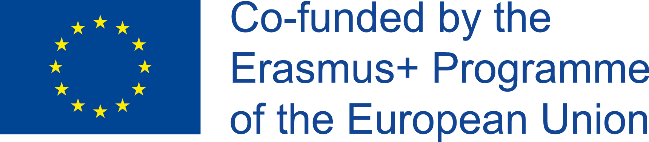 Co-funded by the
Erasmus+ Programme
of the European Union